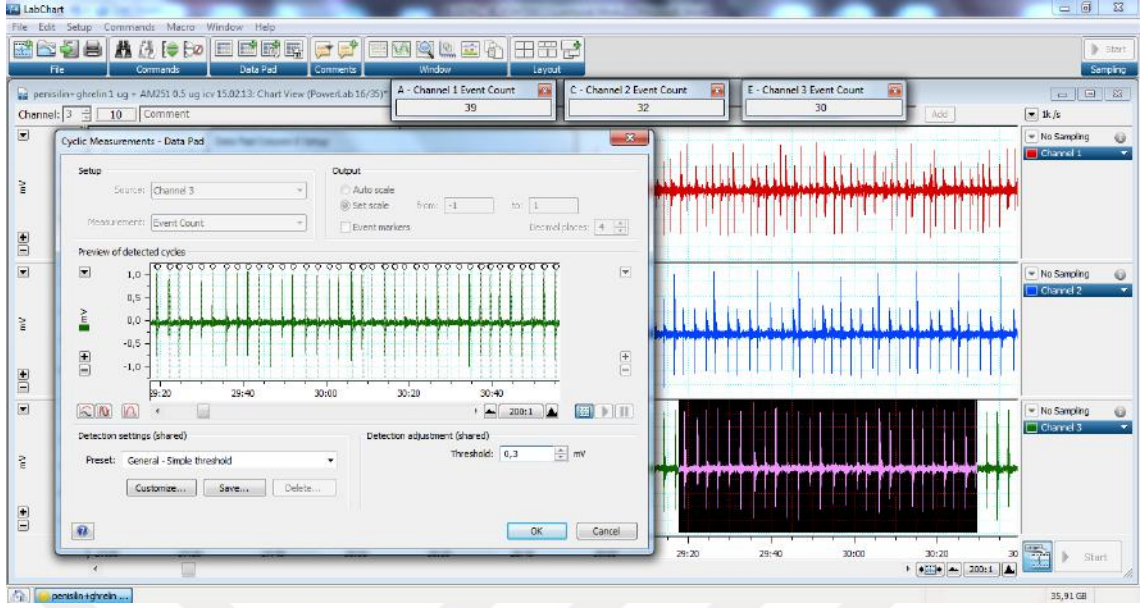 LabChart
File Edit Setup Commands Macro Window Help
File Commands Data Pad Comments Window Layout Start Sampling
penisilin+ghrelin 1 ug + AM251 0.5 ug icv 15.02.13: Chart View (PowerLab 16/35)*
A - Channel 1 Event Count
39
C - Channel 2 Event Count
32
E - Channel 3 Event Count
30
Channel: 3 10 Comment Add 1k /s
Cyclic Measurements - Data Pad
Setup
Source: Channel 3
Measurement: Event Count
Output
Auto scale
Set scale from: -1 to: 1
Event markers Decimal places: 4
Preview of detected cycles
1,0
0,5
0,0
-0,5
-1,0
mV
29:20 29:40 30:00 30:20 30:40
200:1
Detection settings (shared)
Preset: General - Simple threshold
Customize... Save... Delete...
Detection adjustment (shared)
Threshold: 0,3 mV
OK Cancel
mV
No Sampling
Channel 1
mV
No Sampling
Channel 2
mV
No Sampling
Channel 3
29:20 29:40 30:00 30:20 30
200:1
Start
penisilin+ghrelin ...
35,91 GB